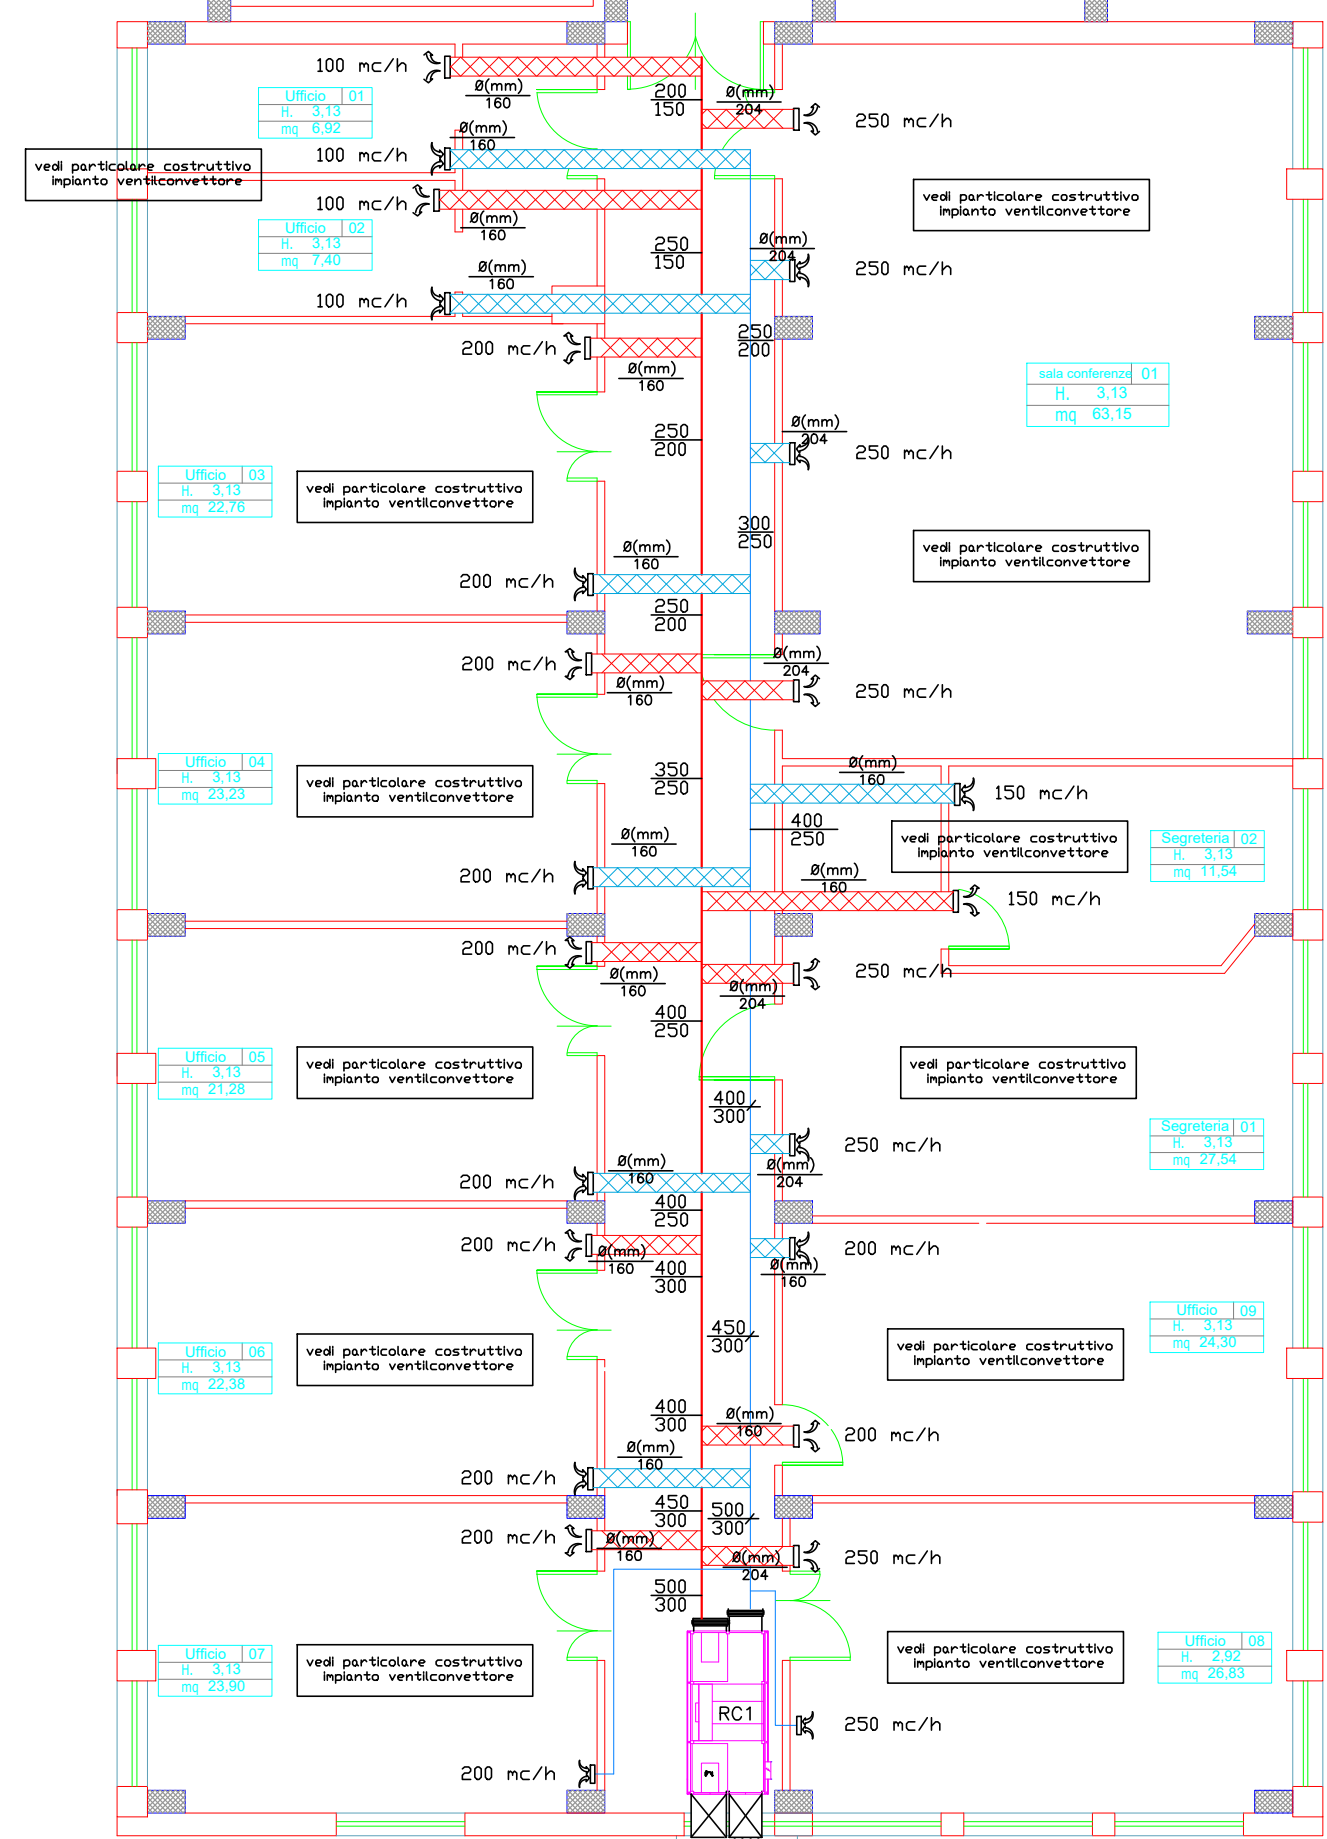 100 mc/h
Ø(mm)
160
200
150
Ø(mm)
204
250 mc/h
Ufficio 01
H. 3,13
mq 6,92
Ø(mm)
160
100 mc/h
vedi particolare costruttivo
impianto ventilconvettore
100 mc/h
Ø(mm)
160
vedi particolare costruttivo
impianto ventilconvettore
Ufficio 02
H. 3,13
mq 7,40
250
150
Ø(mm)
204
250 mc/h
Ø(mm)
160
100 mc/h
250
200
200 mc/h
Ø(mm)
160
sala conferenze 01
H. 3,13
mq 63,15
250
200
Ø(mm)
204
250 mc/h
Ufficio 03
H. 3,13
mq 22,76
vedi particolare costruttivo
impianto ventilconvettore
300
250
vedi particolare costruttivo
impianto ventilconvettore
Ø(mm)
160
200 mc/h
250
200
200 mc/h
Ø(mm)
160
Ø(mm)
204
250 mc/h
Ufficio 04
H. 3,13
mq 23,23
vedi particolare costruttivo
impianto ventilconvettore
350
250
Ø(mm)
160
150 mc/h
400
250
vedi particolare costruttivo
impianto ventilconvettore
Segreteria 02
H. 3,13
mq 11,54
Ø(mm)
160
200 mc/h
Ø(mm)
160
150 mc/h
200 mc/h
Ø(mm)
160
Ø(mm)
204
250 mc/h
400
250
Ufficio 05
H. 3,13
mq 21,28
vedi particolare costruttivo
impianto ventilconvettore
vedi particolare costruttivo
impianto ventilconvettore
400
300
Segreteria 01
H. 3,13
mq 27,54
250 mc/h
Ø(mm)
204
Ø(mm)
160
200 mc/h
400
250
200 mc/h
Ø(mm)
160
400
300
200 mc/h
Ø(mm)
160
Ufficio 09
H. 3,13
mq 24,30
450
300
Ufficio 06
H. 3,13
mq 22,38
vedi particolare costruttivo
impianto ventilconvettore
vedi particolare costruttivo
impianto ventilconvettore
400
300
Ø(mm)
160
200 mc/h
Ø(mm)
160
200 mc/h
450
300
500
300
200 mc/h
Ø(mm)
160
Ø(mm)
204
250 mc/h
500
300
Ufficio 07
H. 3,13
mq 23,90
vedi particolare costruttivo
impianto ventilconvettore
vedi particolare costruttivo
impianto ventilconvettore
Ufficio 08
H. 2,92
mq 26,83
RC1
250 mc/h
200 mc/h